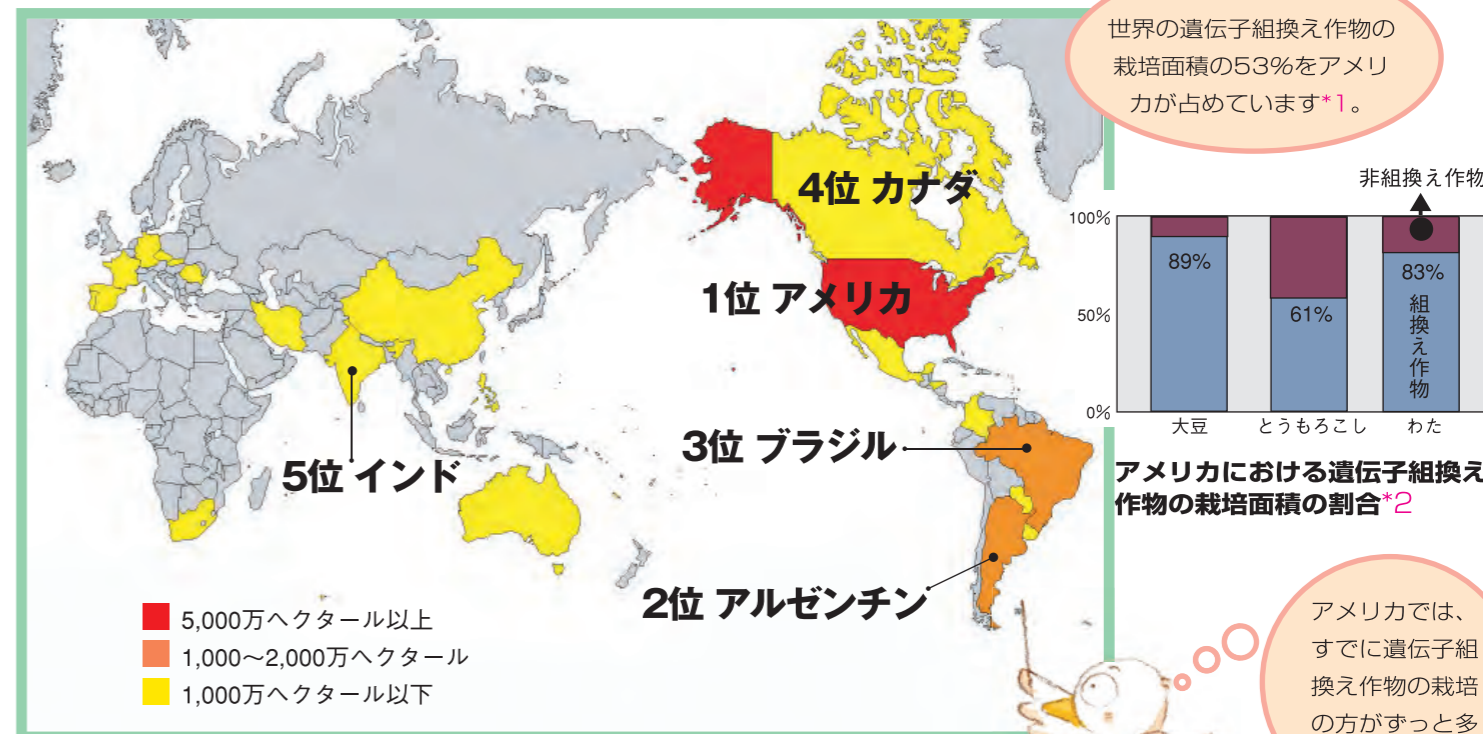 世界の遺伝子組換え作物の
栽培面積の53%をアメリ
カが占めています*1。
4位 カナダ
1位 アメリカ
3位 ブラジル
5位 インド
2位 アルゼンチン
5,000万ヘクタール以上
1,000〜2,000万ヘクタール
1,000万ヘクタール以下
非組換え作物
100%
50%
0%
89%
61%
83%
組換え作物
大豆
とうもろこし
わた
アメリカにおける遺伝子組換え
作物の栽培面積の割合*2
アメリカでは、
すでに遺伝子組
換え作物の栽培
の方がずっと多